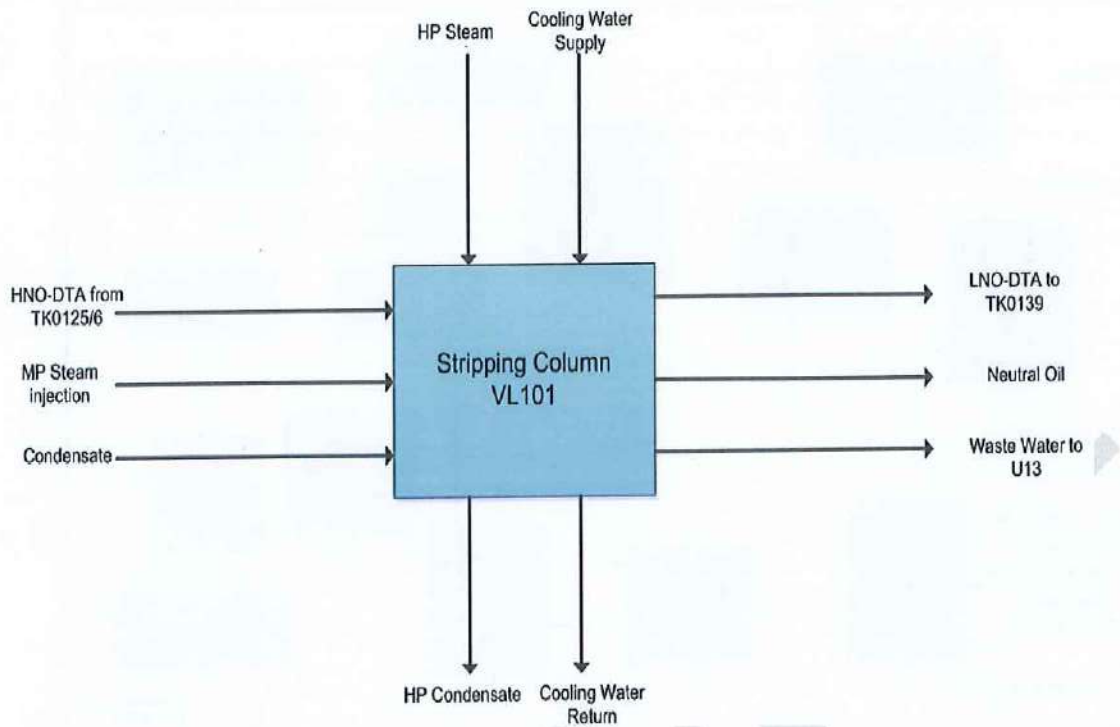 HP Steam
Cooling Water
Supply
HNO-DTA from
TK0125/6
MP Steam
injection
Condensate
Stripping Column
VL101
LNO-DTA to
TK0139
Neutral Oil
Waste Water to
U13
HP Condensate
Cooling Water
Return